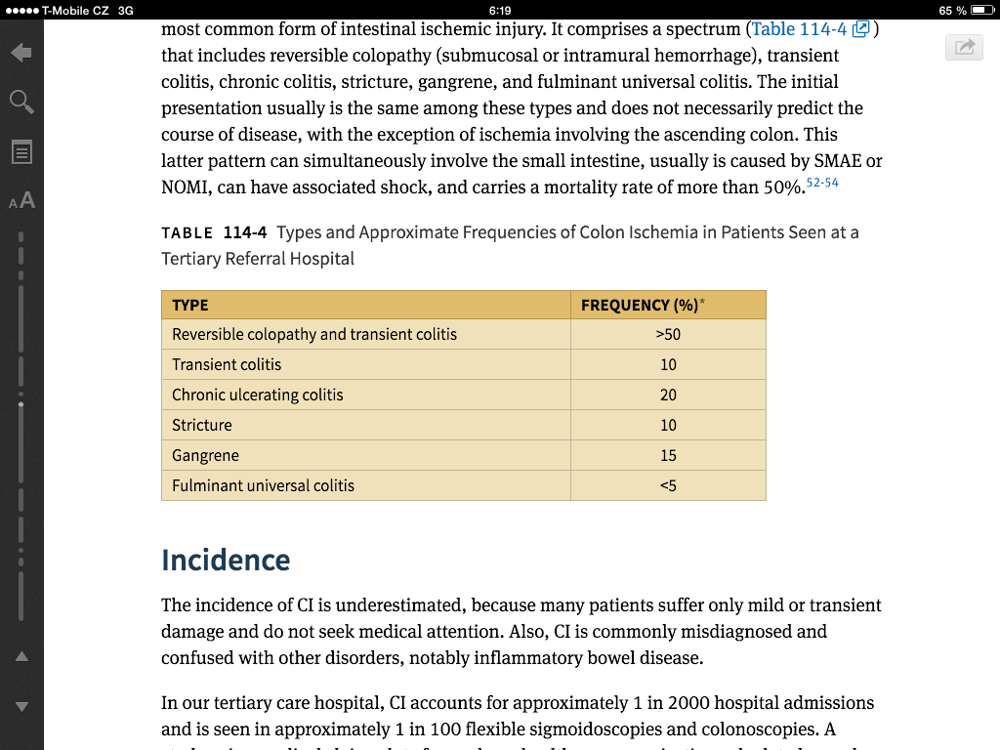 T-Mobile CZ 3G 6:19 65 %
most common form of intestinal ischemic injury. It comprises a spectrum (Table 114-4 )
that includes reversible colopathy (submucosal or intramural hemorrhage), transient
colitis, chronic colitis, stricture, gangrene, and fulminant universal colitis. The initial
presentation usually is the same among these types and does not necessarily predict the
course of disease, with the exception of ischemia involving the ascending colon. This
latter pattern can simultaneously involve the small intestine, usually is caused by SMAE or
NOMI, can have associated shock, and carries a mortality rate of more than 50%.52-54
TABLE 114-4 Types and Approximate Frequencies of Colon Ischemia in Patients Seen at a
Tertiary Referral Hospital
TYPE FREQUENCY (%)*
Reversible colopathy and transient colitis >50
Transient colitis 10
Chronic ulcerating colitis 20
Stricture 10
Gangrene 15
Fulminant universal colitis <5
Incidence
The incidence of CI is underestimated, because many patients suffer only mild or transient
damage and do not seek medical attention. Also, CI is commonly misdiagnosed and
confused with other disorders, notably inflammatory bowel disease.
In our tertiary care hospital, CI accounts for approximately 1 in 2000 hospital admissions
and is seen in approximately 1 in 100 flexible sigmoidoscopies and colonoscopies. A
AA